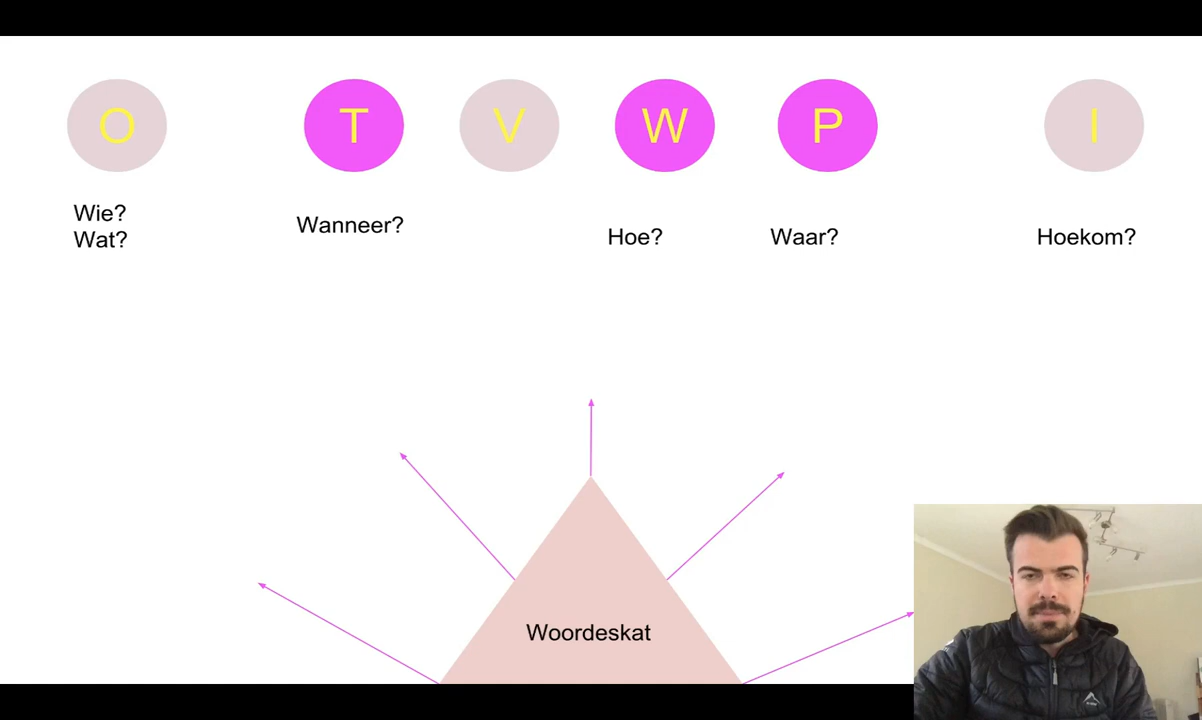 O T V W P I
Wie?
Wat?
Wanneer?
Hoe?
Waar?
Hoekom?
Woordeskat